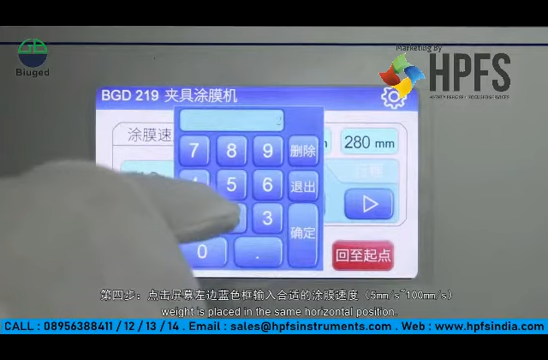 Biuged
Marketing By
HPFS
BGD 219 夹具涂膜机
涂膜速
280 mm
7 8 9 删除
5 6 退出
3 确定
0 .
回至起点
第四步：点击屏幕左边蓝色框输入合适的涂膜速度（5mm/s~100mm/s）
weight is placed in the same horizontal position.
CALL : 08956388411 / 12 / 13 / 14 . Email : sales@hpfsinstruments.com . Web : www.hpfsindia.com